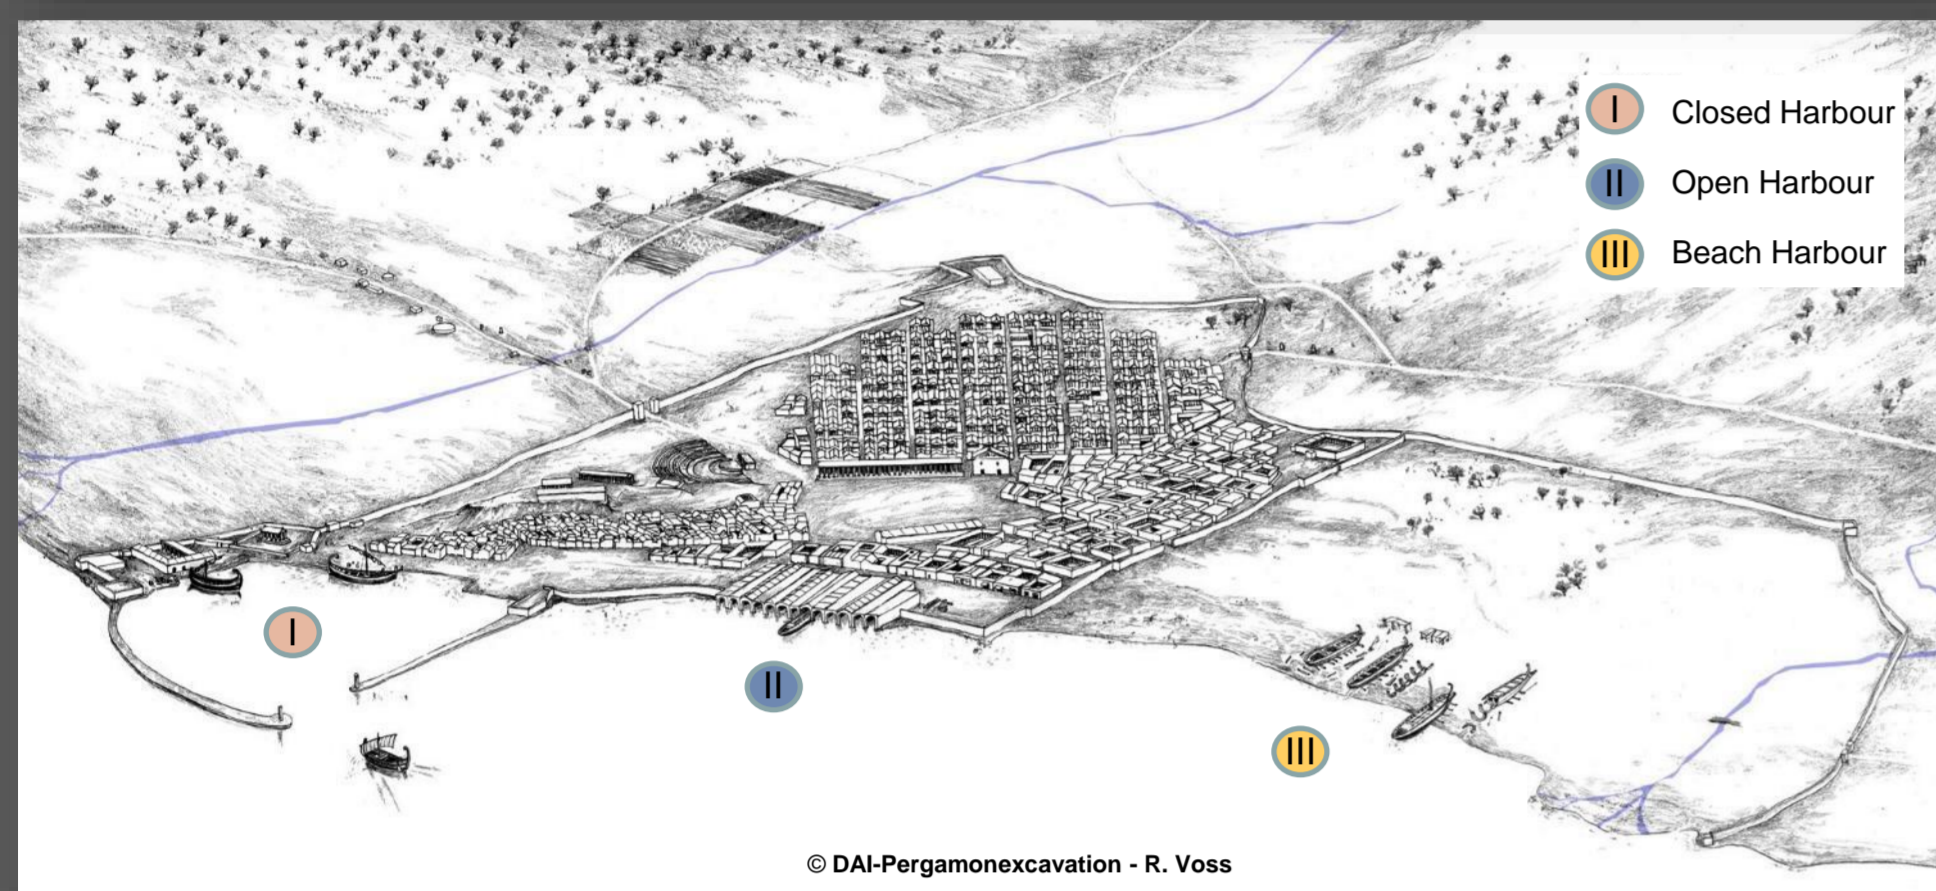 I Closed Harbour
II Open Harbour
III Beach Harbour
I
II
III
© DAI-Pergamonexcavation - R. Voss